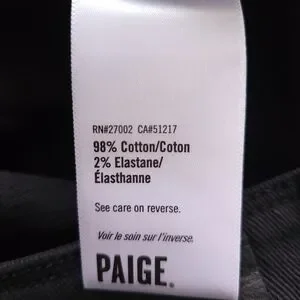 RN#27002 CA#51217
98% Cotton/Coton
2% Elastane/
Élasthanne
See care on reverse.
Voir le soin sur l'inverse.
PAIGE.